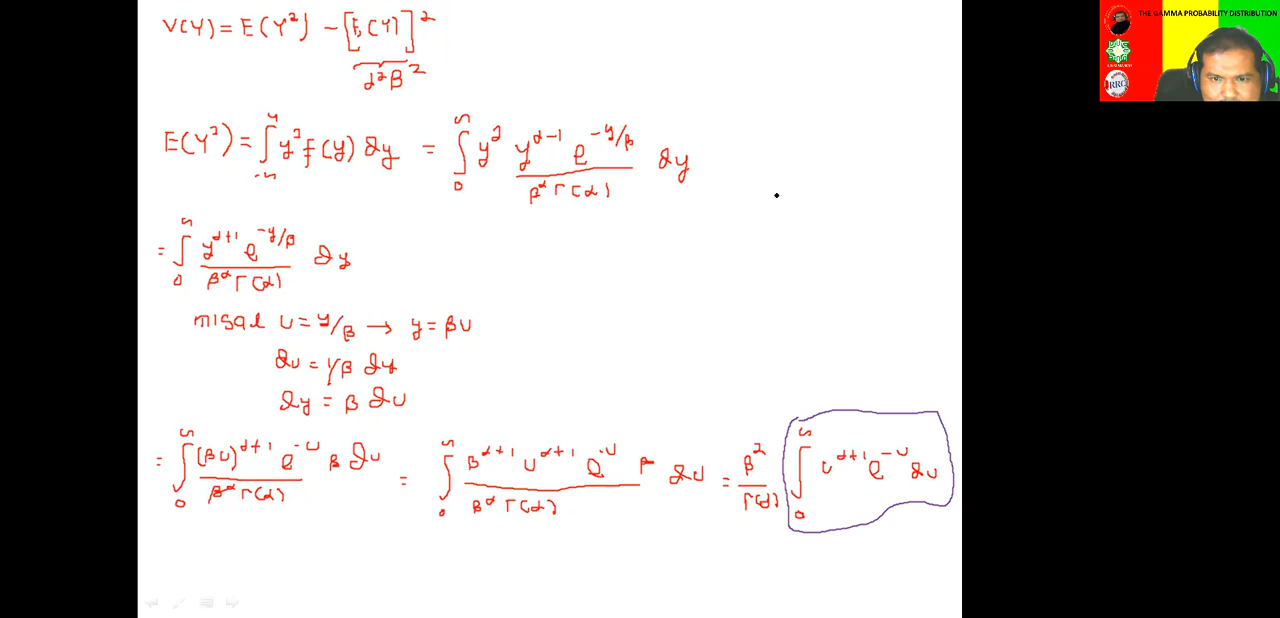 THE GAMMA PROBABILITY DISTRIBUTION
V(Y) = E(Y²) − [E(Y)]²
α²β²
E(Y²) = ∫_{-∞}^{∞} y² f(y) dy = ∫_0^∞ y² y^{α−1} e^{−y/β} / β^α Γ(α) dy
= ∫_0^∞ y^{α+1} e^{−y/β} / β^α Γ(α) dy
misal u = y/β → y = βu
du = 1/β dy
dy = β du
= ∫_0^∞ (βu)^{α+1} e^{−u} β du / β^α Γ(α) = ∫_0^∞ β^{α+1} u^{α+1} e^{−u} β / β^α Γ(α) du = β² / Γ(α) ∫_0^∞ u^{α+1} e^{−u} du
RRC